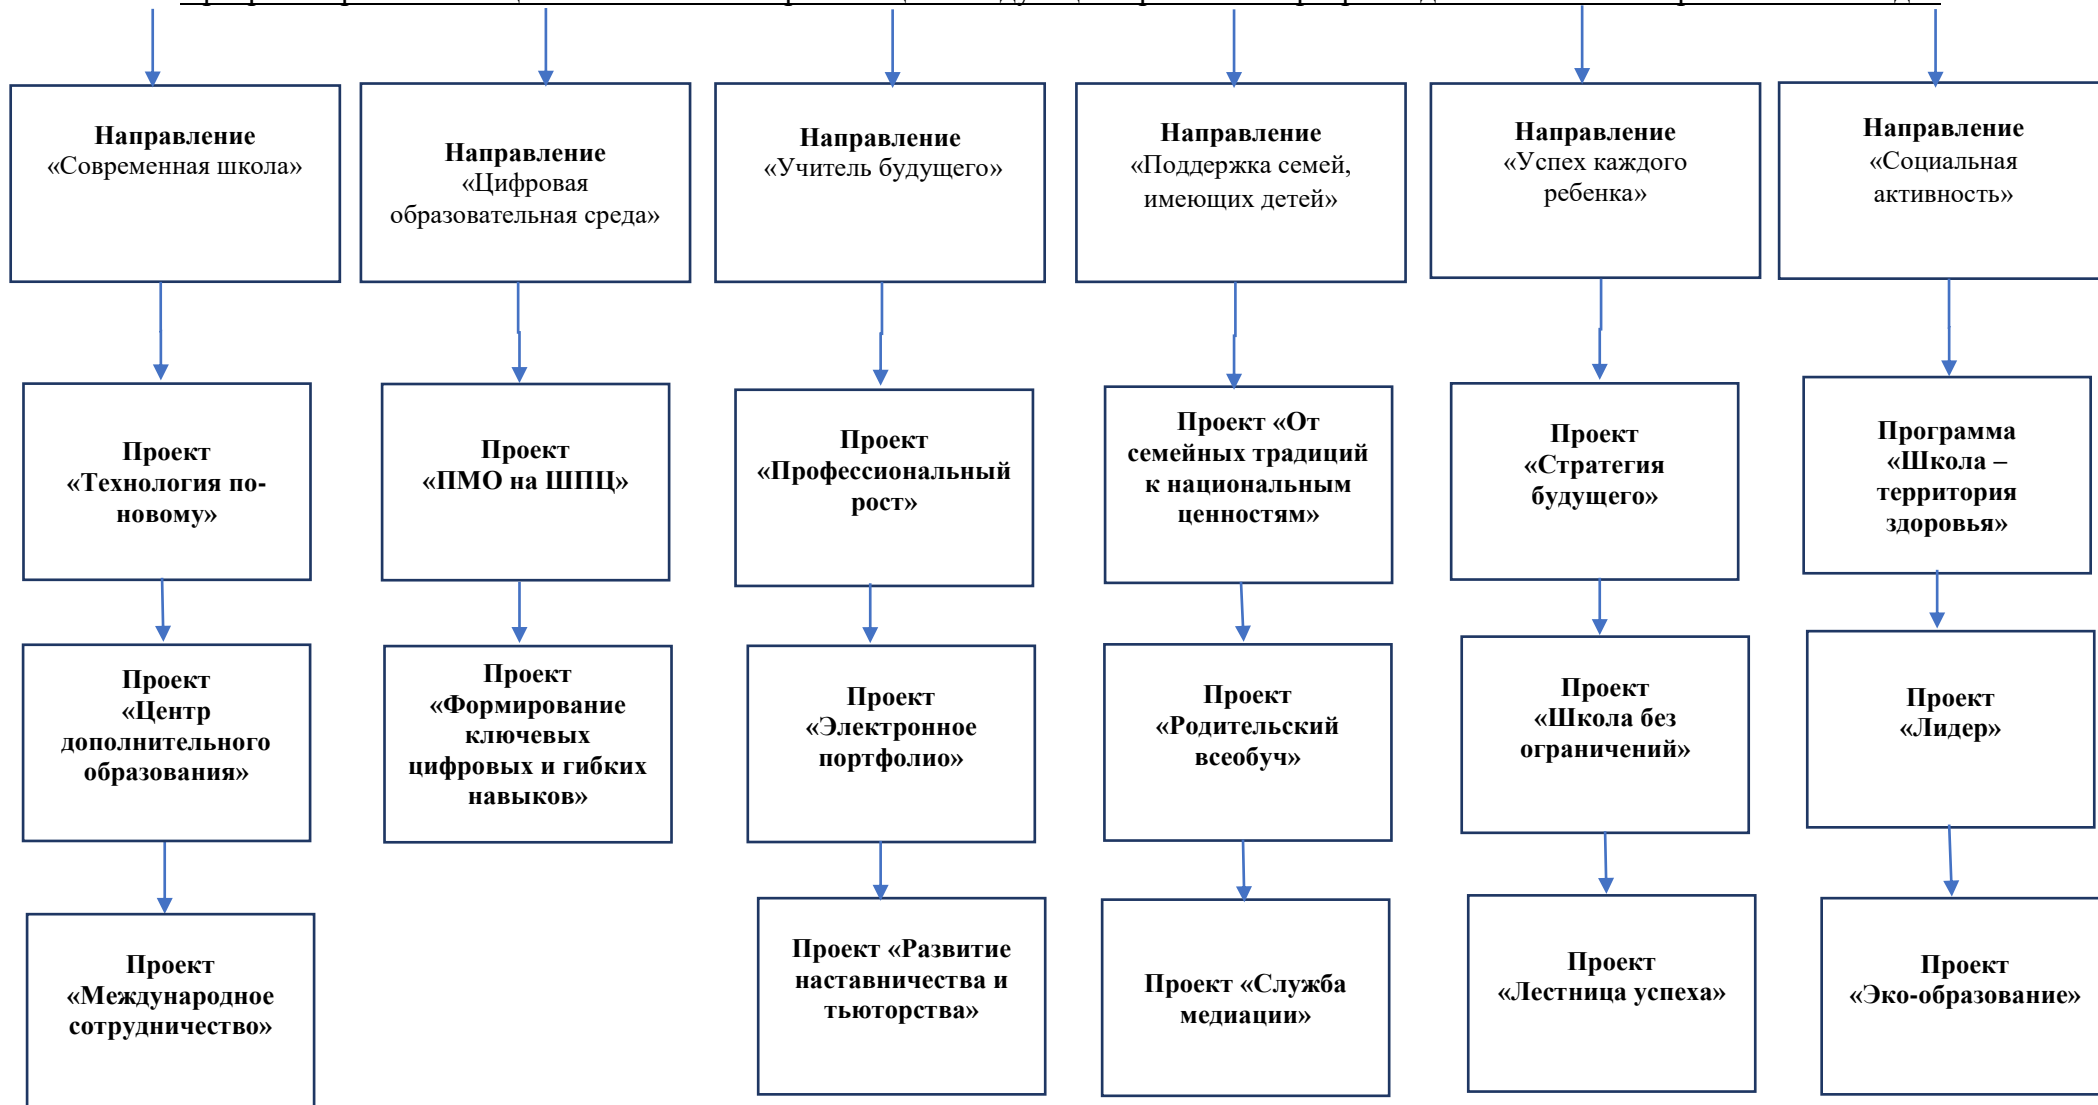 Направление
«Современная школа»
Направление
«Цифровая
образовательная среда»
Направление
«Учитель будущего»
Направление
«Поддержка семей,
имеющих детей»
Направление
«Успех каждого
ребенка»
Направление
«Социальная
активность»
Проект
«Технология по-
новому»
Проект
«ПМО на ШПЦ»
Проект
«Профессиональный
рост»
Проект «От
семейных традиций
к национальным
ценностям»
Проект
«Стратегия
будущего»
Программа
«Школа –
территория
здоровья»
Проект
«Центр
дополнительного
образования»
Проект
«Формирование
ключевых
цифровых и гибких
навыков»
Проект
«Электронное
портфолио»
Проект
«Родительский
всеобуч»
Проект
«Школа без
ограничений»
Проект
«Лидер»
Проект
«Международное
сотрудничество»
Проект «Развитие
наставничества и
тьюторства»
Проект «Служба
медиации»
Проект
«Лестница успеха»
Проект
«Эко-образование»